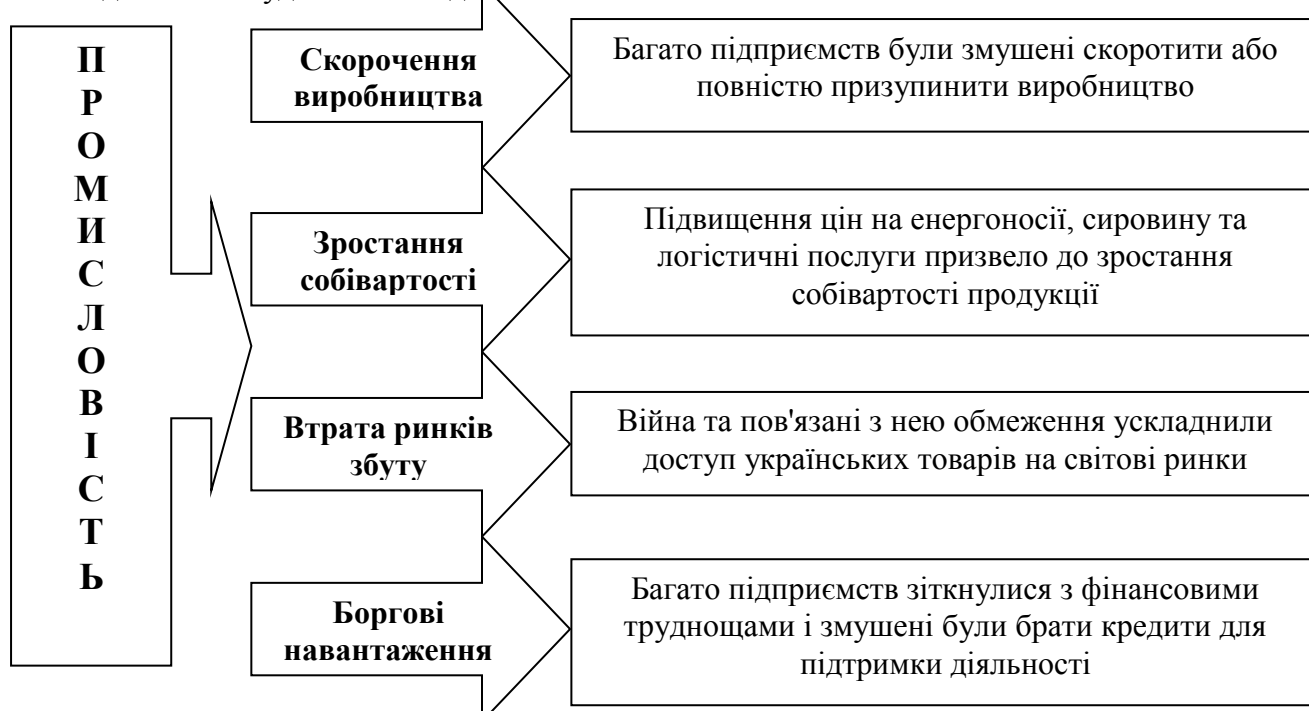 П
Р
О
М
И
С
Л
О
В
І
С
Т
Ь
Скорочення
виробництва
Багато підприємств були змушені скоротити або
повністю призупинити виробництво
Зростання
собівартості
Підвищення цін на енергоносії, сировину та
логістичні послуги призвело до зростання
собівартості продукції
Втрата ринків
збуту
Війна та пов'язані з нею обмеження ускладнили
доступ українських товарів на світові ринки
Боргові
навантаження
Багато підприємств зіткнулися з фінансовими
труднощами і змушені були брати кредити для
підтримки діяльності